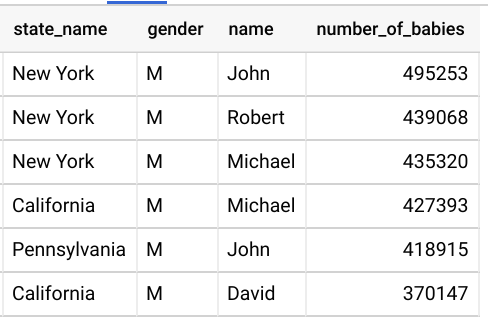 state_name gender name number_of_babies
New York M John 495253
New York M Robert 439068
New York M Michael 435320
California M Michael 427393
Pennsylvania M John 418915
California M David 370147